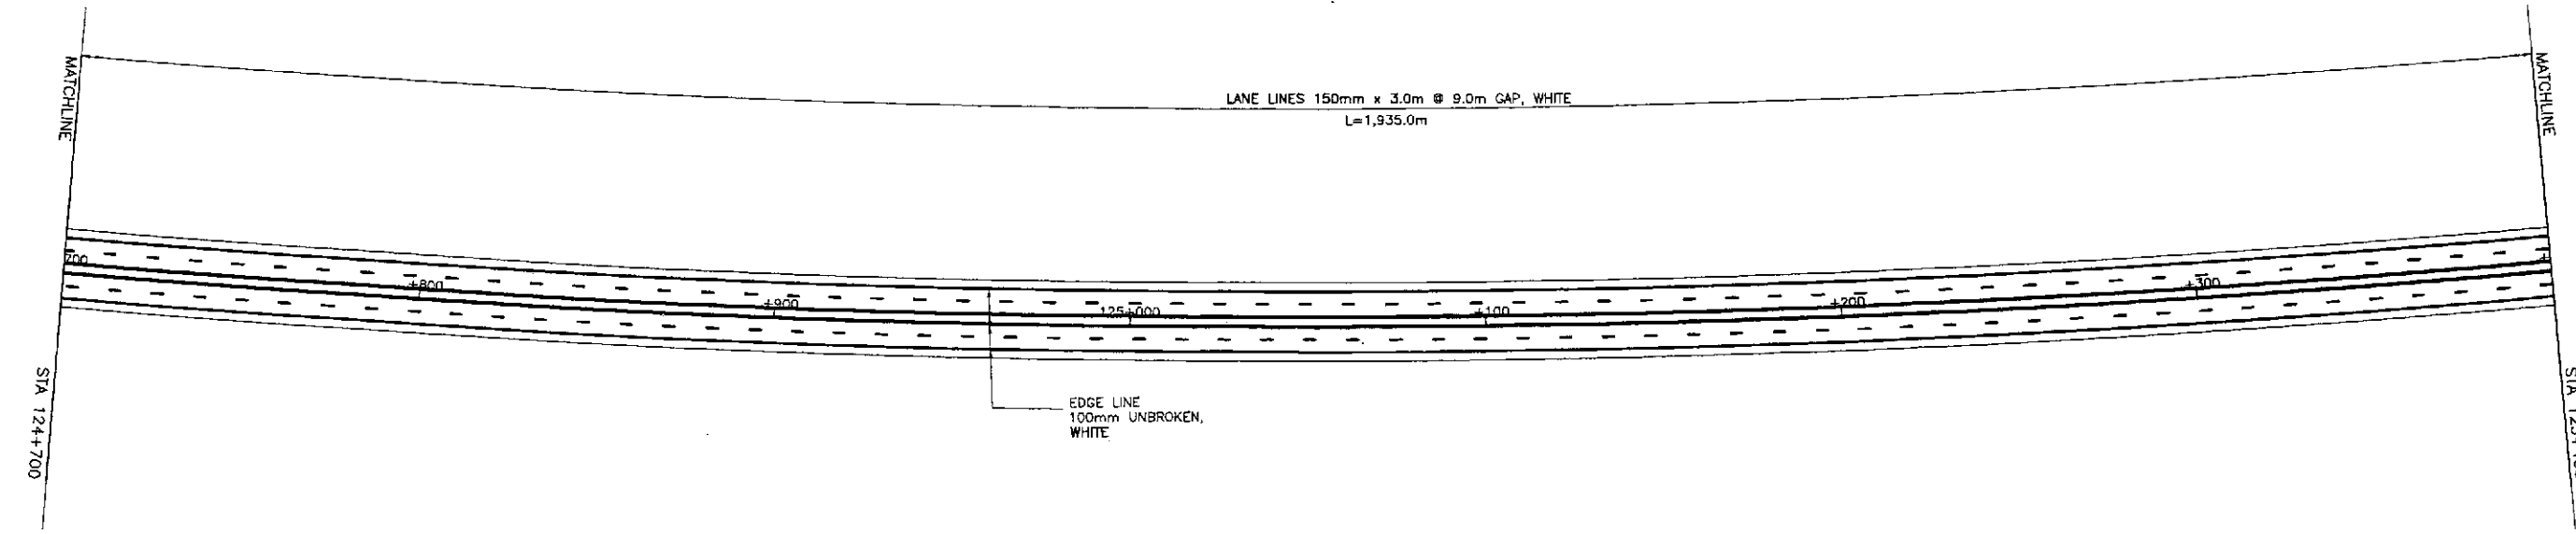 MATCHLINE
MATCHLINE
LANE LINES 150mm x 3.0m @ 9.0m GAP, WHITE
L=1,935.0m
700
+800
+900
125+000
+100
+200
+300
EDGE LINE
100mm UNBROKEN,
WHITE
STA 124+700
STA